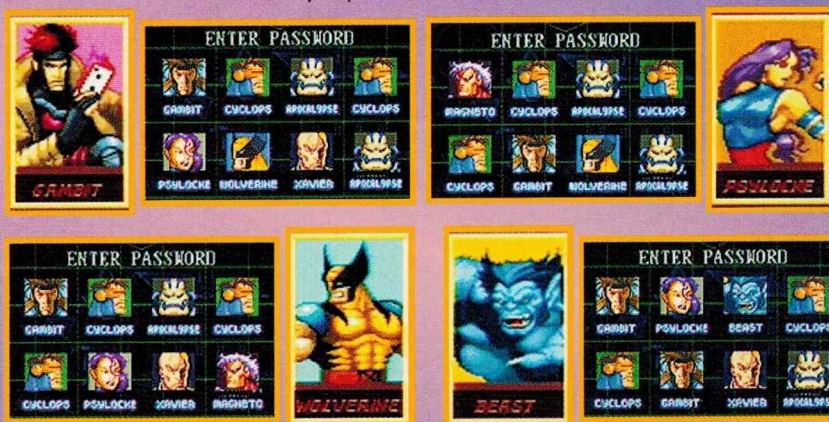 GAMBIT
ENTER PASSWORD
GAMBIT CYCLOPS APOCALYPSE CYCLOPS
PSYLOCKE WOLVERINE XAVIER APOCALYPSE
ENTER PASSWORD
MAGNETO CYCLOPS APOCALYPSE CYCLOPS
CYCLOPS GAMBIT WOLVERINE APOCALYPSE
PSYLOCKE
ENTER PASSWORD
GAMBIT CYCLOPS APOCALYPSE CYCLOPS
CYCLOPS PSYLOCKE XAVIER MAGNETO
WOLVERINE
BEAST
ENTER PASSWORD
GAMBIT PSYLOCKE BEAST CYCLOPS
CYCLOPS GAMBIT XAVIER APOCALYPSE